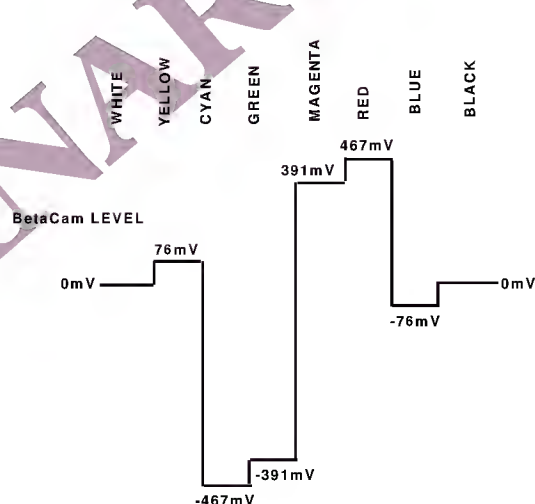 WHITE
YELLOW
CYAN
GREEN
MAGENTA
RED
BLUE
BLACK
467mV
391mV
BetaCam LEVEL
76mV
0mV
0mV
-76mV
-391mV
-467mV